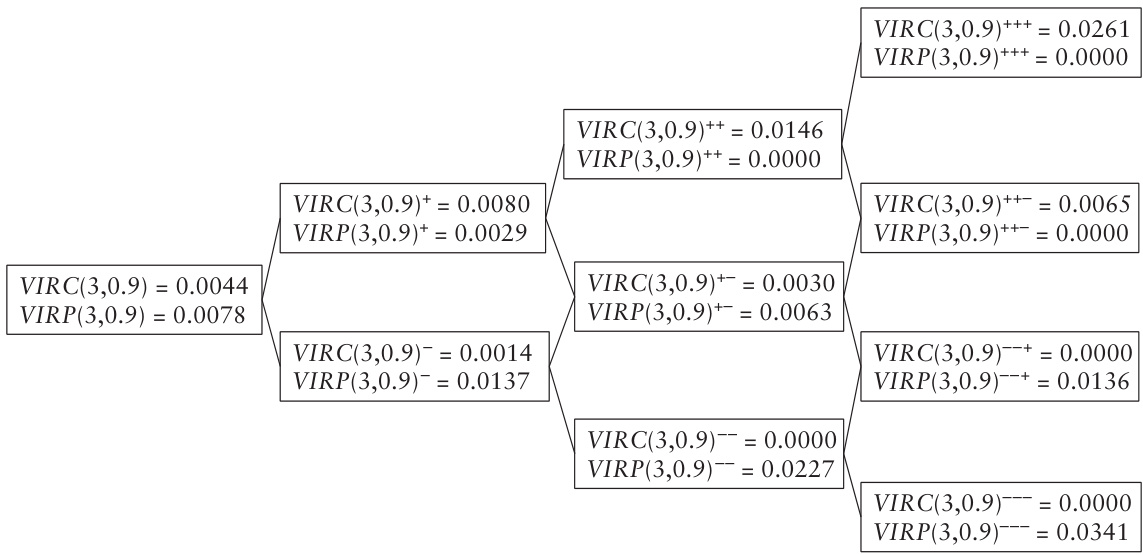 VIRC(3,0.9) = 0.0044
VIRP(3,0.9) = 0.0078
VIRC(3,0.9)⁺ = 0.0080
VIRP(3,0.9)⁺ = 0.0029
VIRC(3,0.9)⁻ = 0.0014
VIRP(3,0.9)⁻ = 0.0137
VIRC(3,0.9)⁺⁺ = 0.0146
VIRP(3,0.9)⁺⁺ = 0.0000
VIRC(3,0.9)⁺⁻ = 0.0030
VIRP(3,0.9)⁺⁻ = 0.0063
VIRC(3,0.9)⁻⁻ = 0.0000
VIRP(3,0.9)⁻⁻ = 0.0227
VIRC(3,0.9)⁺⁺⁺ = 0.0261
VIRP(3,0.9)⁺⁺⁺ = 0.0000
VIRC(3,0.9)⁺⁺⁻ = 0.0065
VIRP(3,0.9)⁺⁺⁻ = 0.0000
VIRC(3,0.9)⁻⁻⁺ = 0.0000
VIRP(3,0.9)⁻⁻⁺ = 0.0136
VIRC(3,0.9)⁻⁻⁻ = 0.0000
VIRP(3,0.9)⁻⁻⁻ = 0.0341